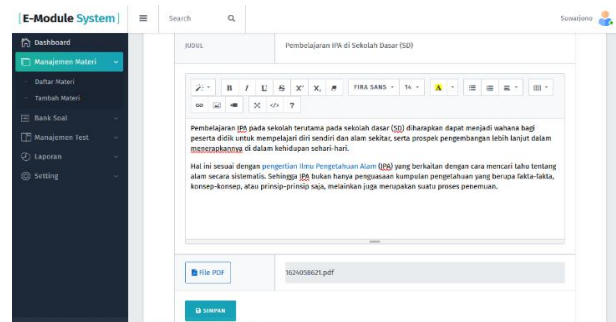 [E-Module System]
Search
Suwarjono
Dashboard
Manajemen Materi
Daftar Materi
Tambah Materi
Bank Soal
Manajemen Test
Laporan
Setting
JUDUL
Pembelajaran IPA di Sekolah Dasar (SD)
B I U S X² X₂ FIRA SANS 14 A
?
Pembelajaran IPA pada sekolah terutama pada sekolah dasar (SD) diharapkan dapat menjadi wahana bagi
peserta didik untuk mempelajari diri sendiri dan alam sekitar, serta prospek pengembangan lebih lanjut dalam
menerapkannya di dalam kehidupan sehari-hari.
Hal ini sesuai dengan pengertian Ilmu Pengetahuan Alam (IPA) yang berkaitan dengan cara mencari tahu tentang
alam secara sistematis. Sehingga IPA bukan hanya penguasaan kumpulan pengetahuan yang berupa fakta-fakta,
konsep-konsep, atau prinsip-prinsip saja, melainkan juga merupakan suatu proses penemuan.
File PDF
1624058621.pdf
SIMPAN